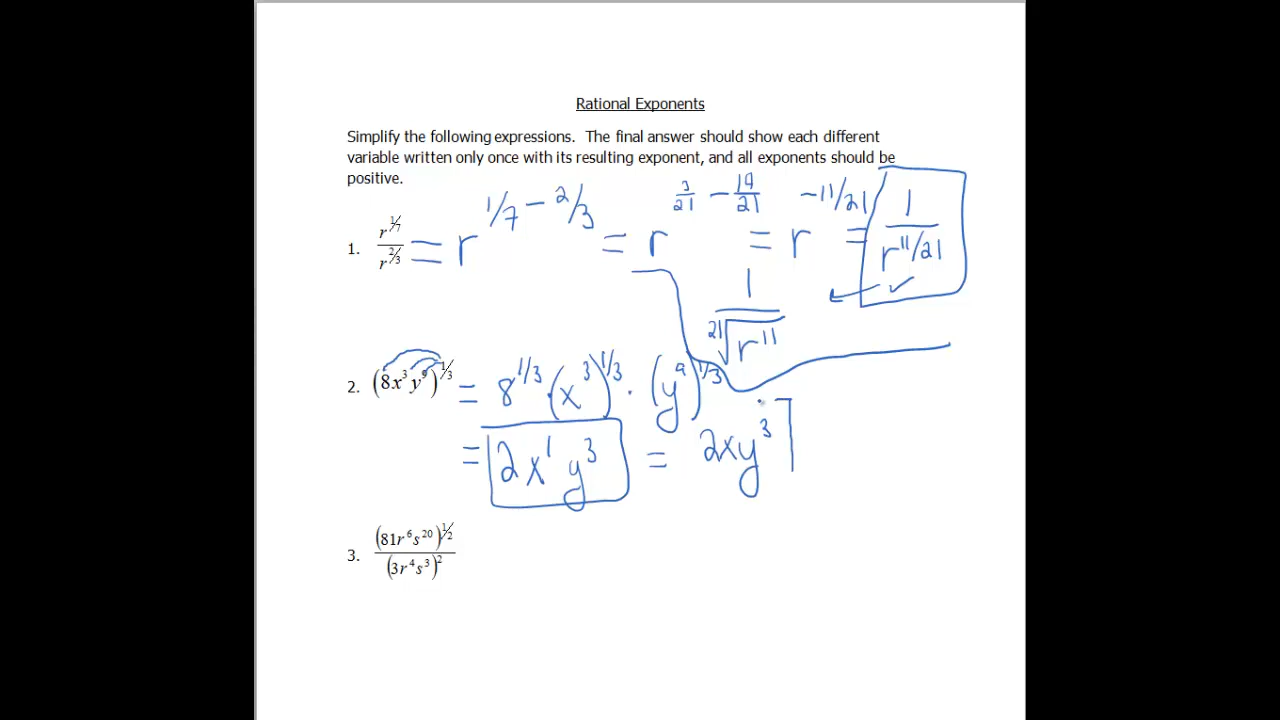 Rational Exponents
Simplify the following expressions. The final answer should show each different
variable written only once with its resulting exponent, and all exponents should be
positive.
1. r^(1/7) / r^(2/3) = r^(1/7 - 2/3) = r^(3/21 - 14/21) = r^(-11/21) = 1 / r^(11/21) ✓
1 / ²¹√(r^11)
2. (8x³y⁹)^(1/3) = 8^(1/3) · (x³)^(1/3) · (y⁹)^(1/3)
= 2x¹y³ = 2xy³
3. (81r⁶s²⁰)^(1/2) / (3r⁴s³)²